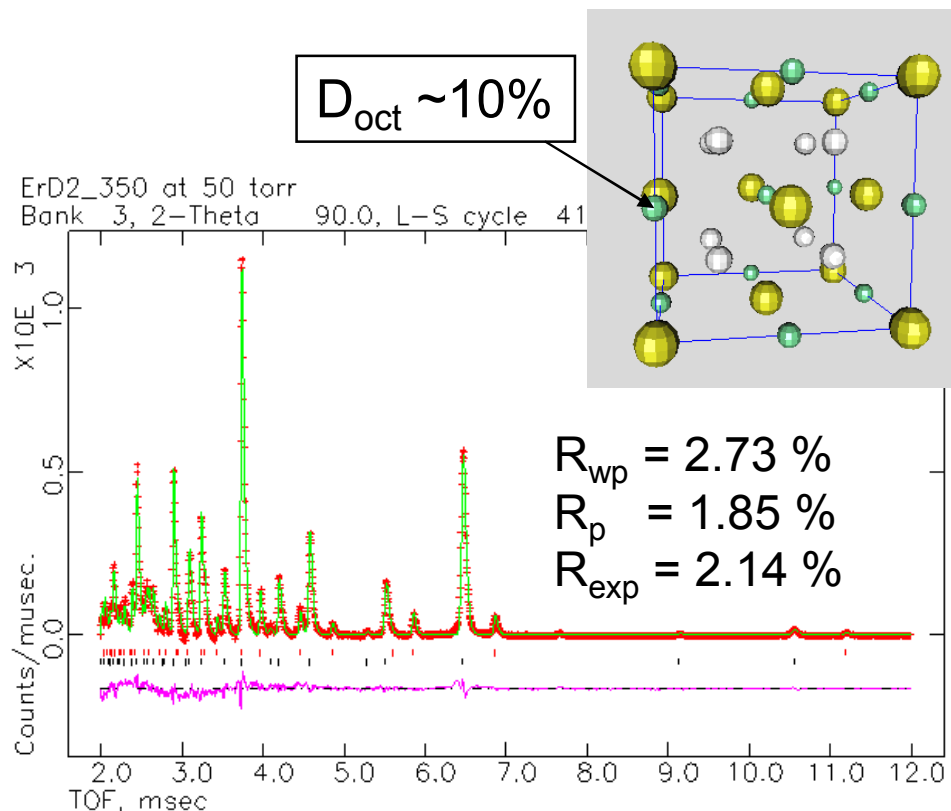 D_oct ~10%
ErD2_350 at 50 torr
Bank 3, 2-Theta 90.0, L-S cycle 41
X10E 3
1.0
0.5
0.0
Counts/musec.
R_wp = 2.73 %
R_p = 1.85 %
R_exp = 2.14 %
2.0 3.0 4.0 5.0 6.0 7.0 8.0 9.0 10.0 11.0 12.0
TOF, msec